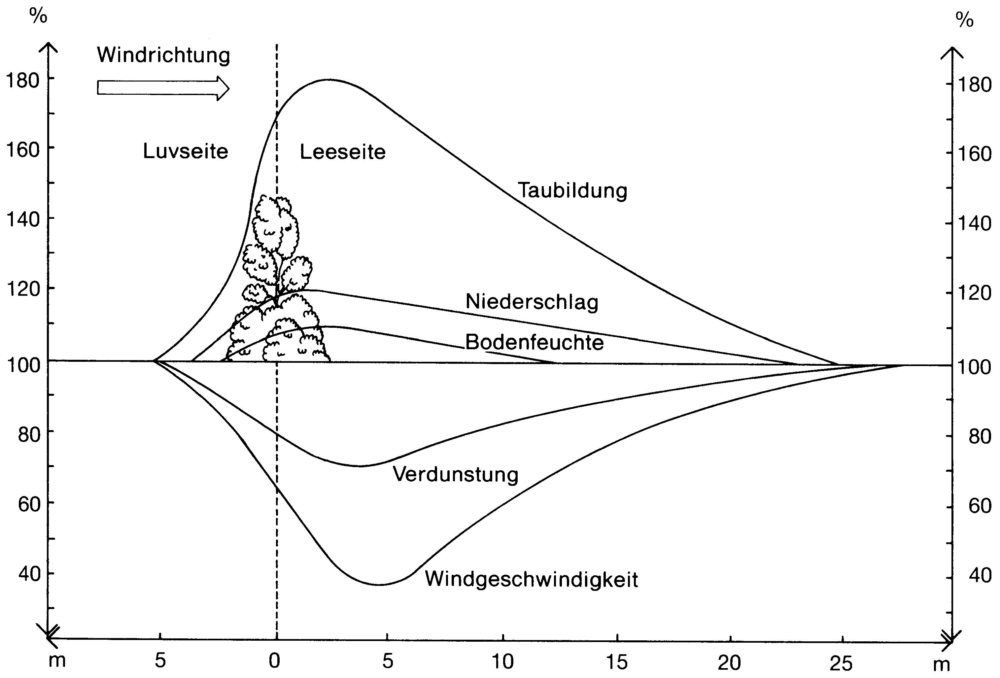 %
%
Windrichtung
180
180
Luvseite
Leeseite
160
160
Taubildung
140
140
120
120
Niederschlag
Bodenfeuchte
100
100
80
80
Verdunstung
60
60
40
40
Windgeschwindigkeit
m 5 0 5 10 15 20 25 m